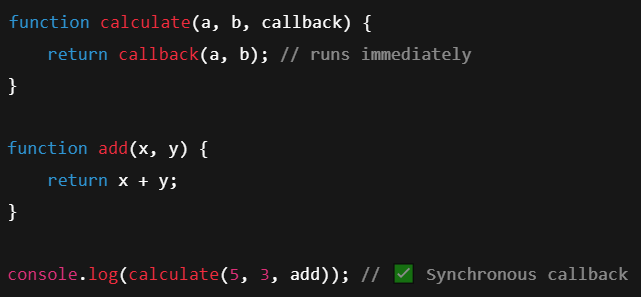 function calculate(a, b, callback) {
    return callback(a, b); // runs immediately
}

function add(x, y) {
    return x + y;
}

console.log(calculate(5, 3, add)); // ✅ Synchronous callback